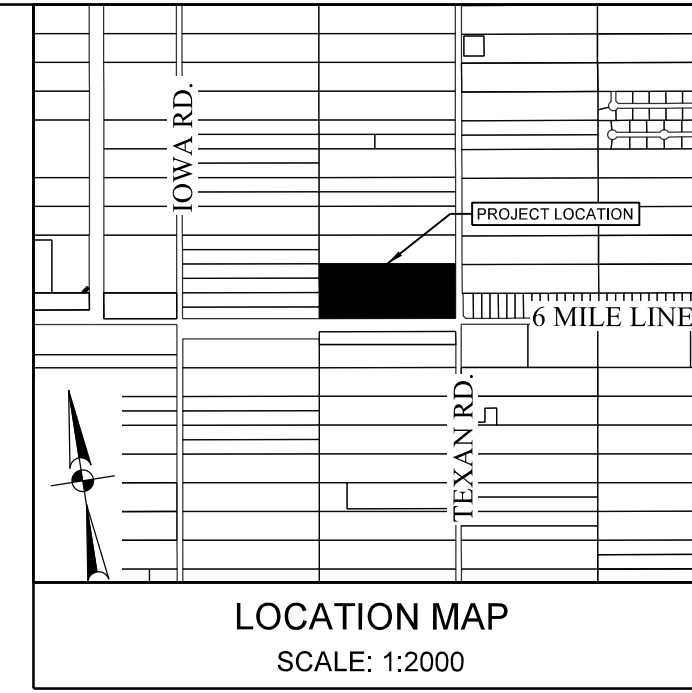 IOWA RD.
PROJECT LOCATION
6 MILE LINE
TEXAN RD.
LOCATION MAP
SCALE: 1:2000